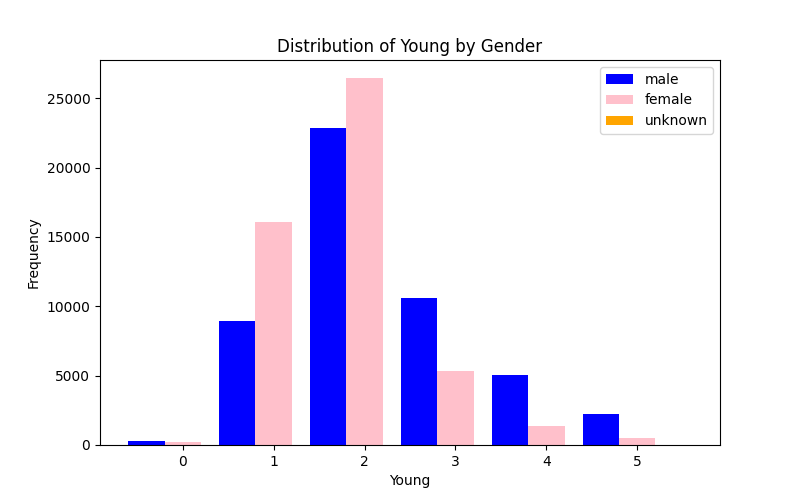 Distribution of Young by Gender
male
female
unknown
25000
20000
15000
10000
5000
0
Frequency
0 1 2 3 4 5
Young